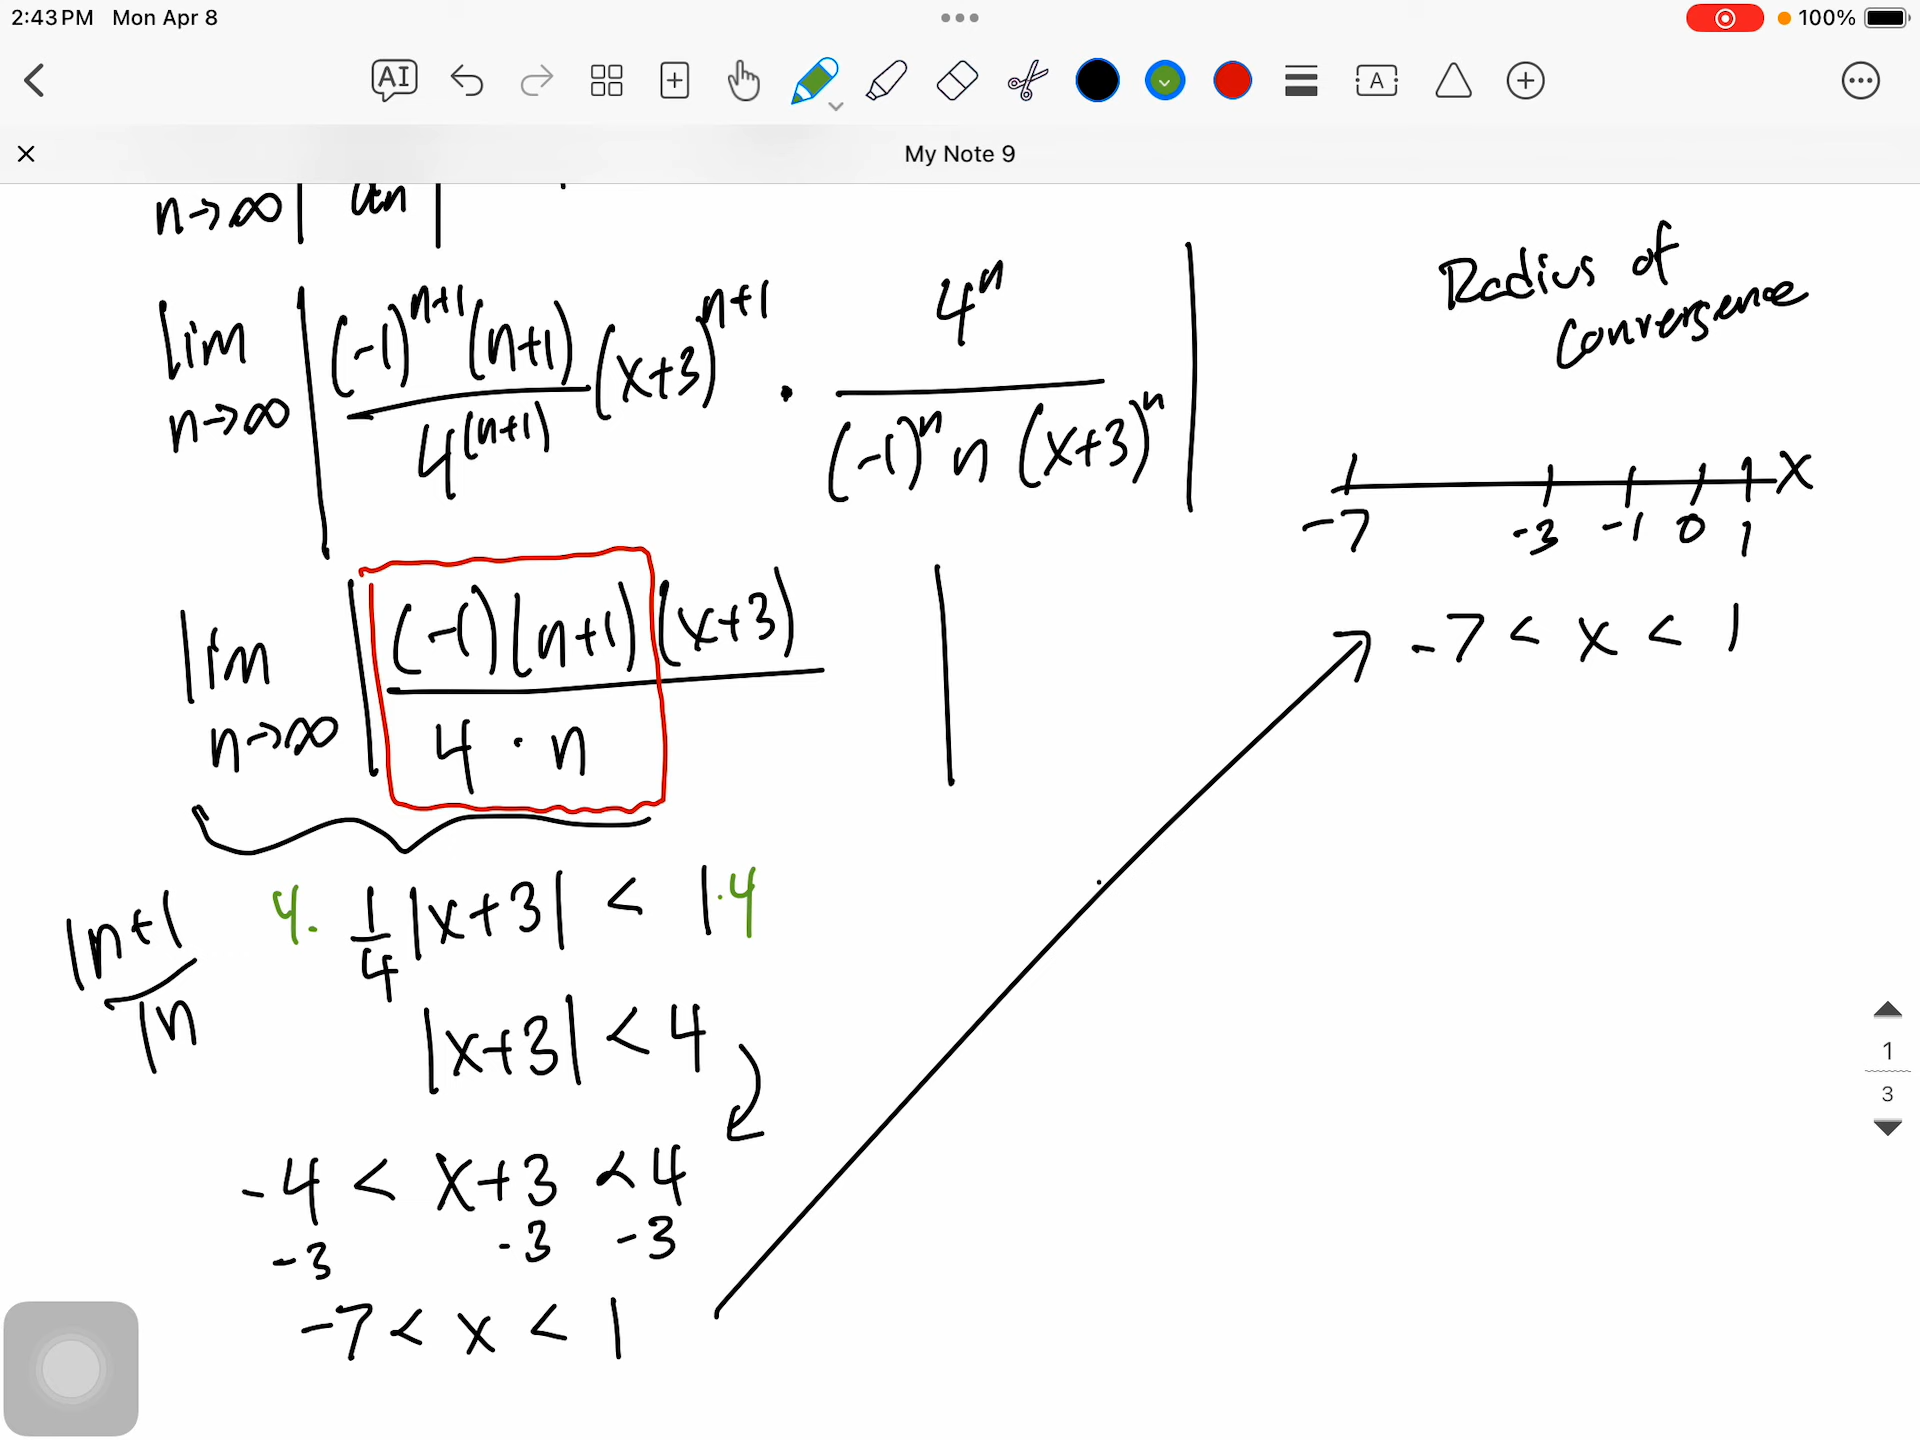 2:43 PM Mon Apr 8
100%
AI
A
My Note 9
n→∞ | an |
lim n→∞ | (-1)^{n+1} (n+1) / 4^{(n+1)} (x+3)^{n+1} · 4^n / (-1)^n n (x+3)^n |
lim n→∞ | (-1)(n+1)(x+3) / 4 · n |
4 · 1/4 |x+3| < 1 · 4
1n+1 / 1n
|x+3| < 4
-4 < x+3 < 4
-3 -3 -3
-7 < x < 1
Radius of
Convergence
x
-7 -3 -1 0 1
-7 < x < 1
1
3